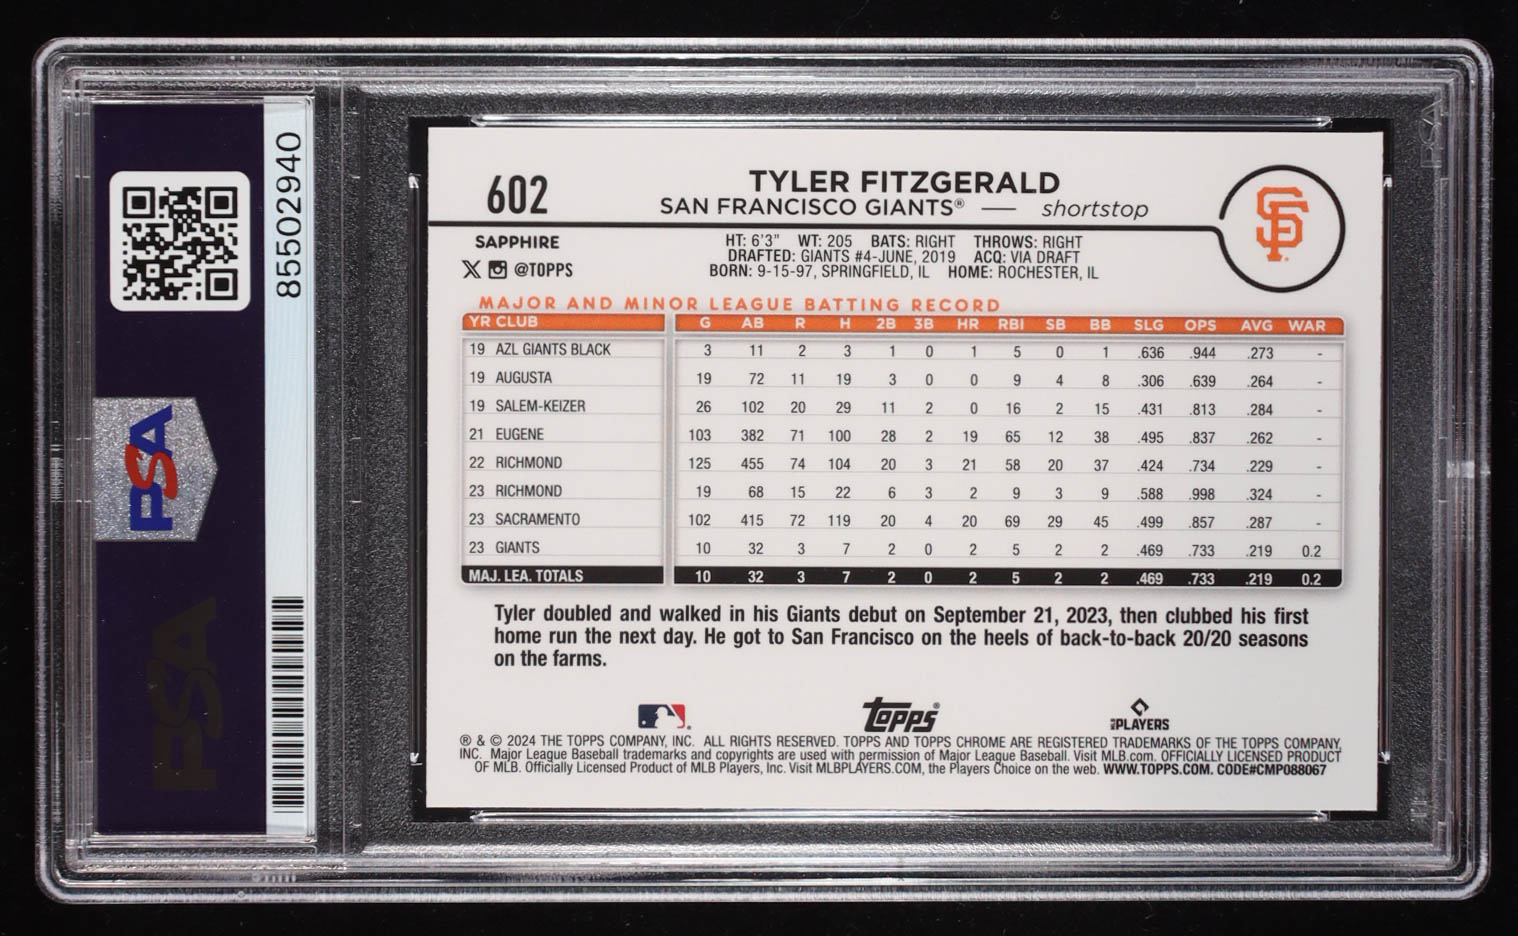 85502940
PSA
PSA
602
TYLER FITZGERALD
SAN FRANCISCO GIANTS® — shortstop
SF
SAPPHIRE
X @TOPPS
HT: 6'3" WT: 205 BATS: RIGHT THROWS: RIGHT
DRAFTED: GIANTS #4-JUNE, 2019 ACQ: VIA DRAFT
BORN: 9-15-97, SPRINGFIELD, IL HOME: ROCHESTER, IL
MAJOR AND MINOR LEAGUE BATTING RECORD
YR CLUB G AB R H 2B 3B HR RBI SB BB SLG OPS AVG WAR
19 AZL GIANTS BLACK 3 11 2 3 1 0 1 5 0 1 .636 .944 .273 -
19 AUGUSTA 19 72 11 19 3 0 0 9 4 8 .306 .639 .264 -
19 SALEM-KEIZER 26 102 20 29 11 2 0 16 2 15 .431 .813 .284 -
21 EUGENE 103 382 71 100 28 2 19 65 12 38 .495 .837 .262 -
22 RICHMOND 125 455 74 104 20 3 21 58 20 37 .424 .734 .229 -
23 RICHMOND 19 68 15 22 6 3 2 9 3 9 .588 .998 .324 -
23 SACRAMENTO 102 415 72 119 20 4 20 69 29 45 .499 .857 .287 -
23 GIANTS 10 32 3 7 2 0 2 5 2 2 .469 .733 .219 0.2
MAJ. LEA. TOTALS 10 32 3 7 2 0 2 5 2 2 .469 .733 .219 0.2
Tyler doubled and walked in his Giants debut on September 21, 2023, then clubbed his first
home run the next day. He got to San Francisco on the heels of back-to-back 20/20 seasons
on the farms.
Topps®
MLB PLAYERS
® & © 2024 THE TOPPS COMPANY, INC. ALL RIGHTS RESERVED. TOPPS AND TOPPS CHROME ARE REGISTERED TRADEMARKS OF THE TOPPS COMPANY,
INC. Major League Baseball trademarks and copyrights are used with permission of Major League Baseball. Visit MLB.com. OFFICIALLY LICENSED PRODUCT
OF MLB. Officially Licensed Product of MLB Players, Inc. Visit MLBPLAYERS.COM, the Players Choice on the web. WWW.TOPPS.COM. CODE#CMP088067